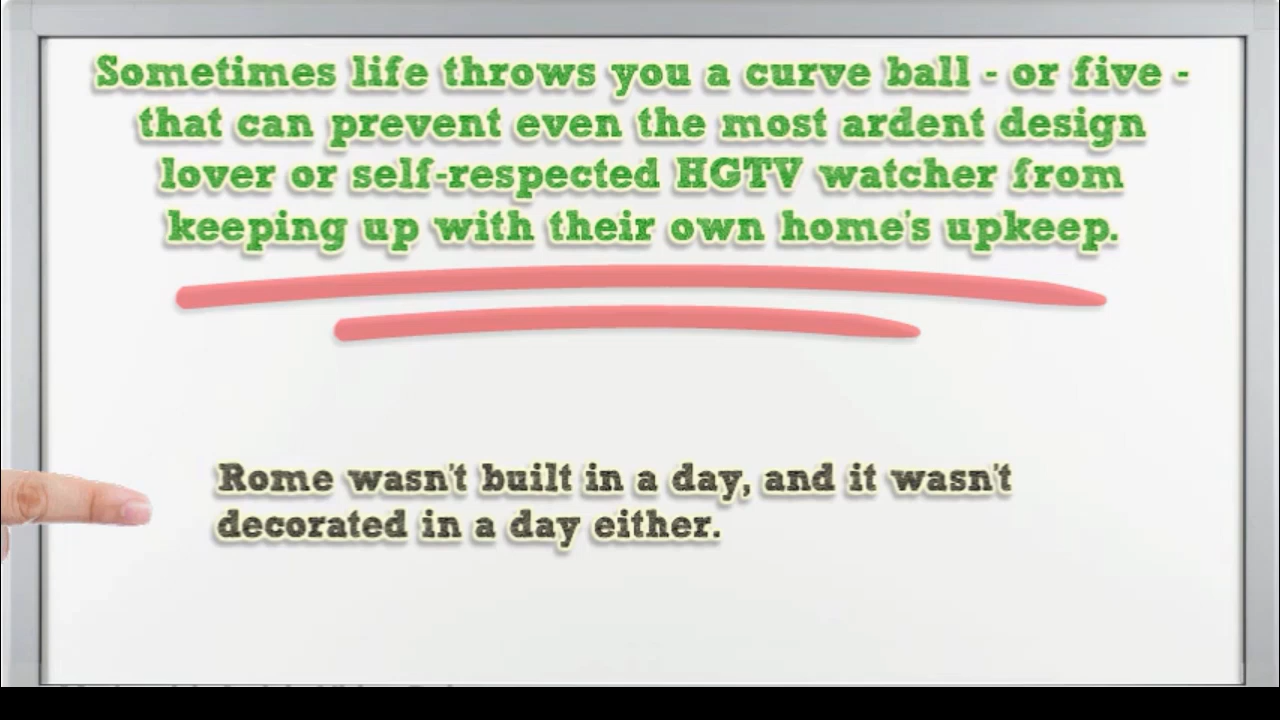 Sometimes life throws you a curve ball - or five -
that can prevent even the most ardent design
lover or self-respected HGTV watcher from
keeping up with their own home's upkeep.
Rome wasn't built in a day, and it wasn't
decorated in a day either.